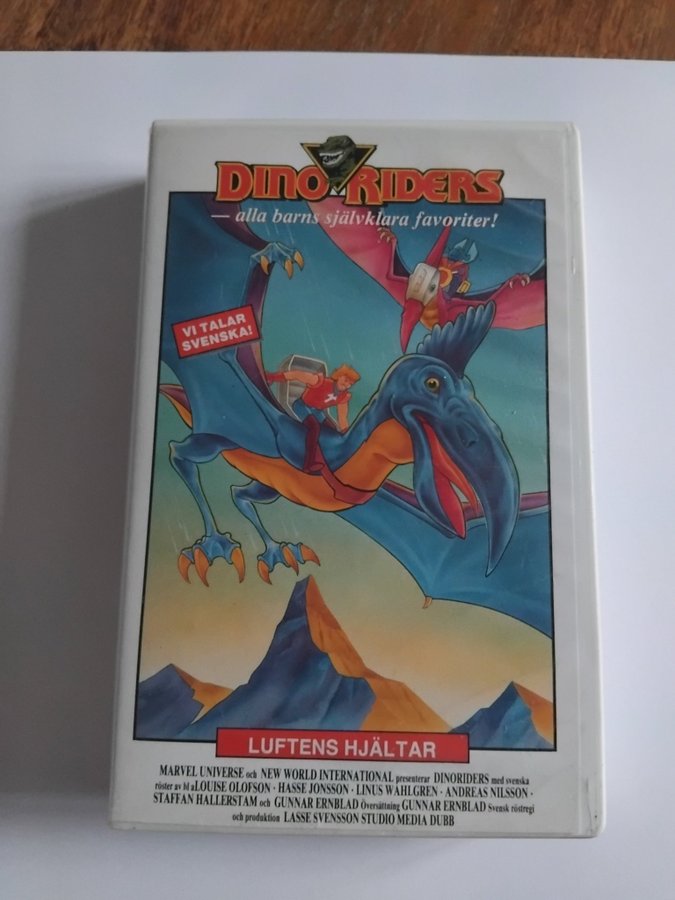 DINO RIDERS
— alla barns självklara favoriter!
VI TALAR
SVENSKA!
LUFTENS HJÄLTAR
MARVEL UNIVERSE och NEW WORLD INTERNATIONAL presenterar DINORIDERS med svenska
röster av bl aLOUISE OLOFSON · HASSE JONSSON · LINUS WAHLGREN · ANDREAS NILSSON ·
STAFFAN HALLERSTAM och GUNNAR ERNBLAD Översättning GUNNAR ERNBLAD Svensk röstregi
och produktion LASSE SVENSSON STUDIO MEDIA DUBB